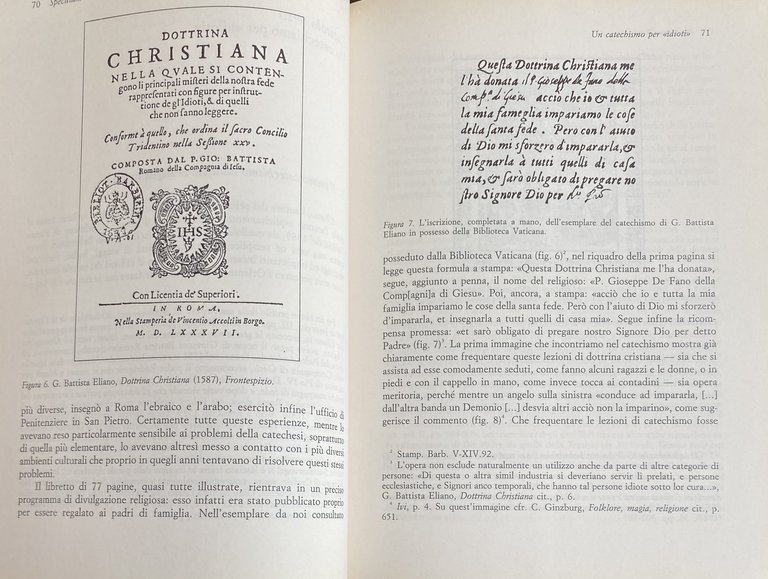 70
DOTTRINA
CHRISTIANA
NELLA QVALE SI CONTEN-
gono li principali misteri della nostra fede
rappresentati con figure per instrut-
tione de gl'Idioti, & di quelli
che non sanno leggere.
Conforme à quello, che ordina il sacro Concilio
Tridentino nella Sessione xxv.
COMPOSTA DAL P. GIO: BATTISTA
Romano della Compagnia di Iesu.
IHS
Con Licentia de' Superiori.
IN ROMA,
Nella Stamperia de Vincentio Accolti in Borgo.
M. D. LXXXVII.
Figura 6. G. Battista Eliano, Dottrina Christiana (1587), Frontespizio.
più diverse, insegnò a Roma l'ebraico e l'arabo; esercitò infine l'ufficio di
Penitenziere in San Pietro. Certamente tutte queste esperienze, mentre lo
avevano reso particolarmente sensibile ai problemi della catechesi, soprattutto
di quella più elementare, lo avevano altresì messo a contatto con i più diversi
ambienti culturali che proprio in quegli anni tentavano di risolvere questi stessi
problemi.
Il libretto di 77 pagine, quasi tutte illustrate, rientrava in un preciso
programma di divulgazione religiosa: esso infatti era stato pubblicato proprio
per essere regalato ai padri di famiglia. Nell'esemplare da noi consultato
Un catechismo per «idioti» 71
Questa Dottrina Christiana me
l'hà donata il P. Gioseppe de Fano della
Comp.ª di Giesu acciò che io & tutta
la mia fameglia impariamo le cose
della santa fede. Però con l'aiuto
di Dio mi sforzero d'impararla, &
insegnarla à tutti quelli di casa
mia, & sarò obligato di pregare no
stro Signore Dio per
Figura 7. L'iscrizione, completata a mano, dell'esemplare del catechismo di G. Battista
Eliano in possesso della Biblioteca Vaticana.
posseduto dalla Biblioteca Vaticana (fig. 6)², nel riquadro della prima pagina si
legge questa formula a stampa: «Questa Dottrina Christiana me l'ha donata»,
segue, aggiunto a penna, il nome del religioso: «P. Gioseppe De Fano della
Comp[agni]a di Giesu». Poi, ancora, a stampa: «acciò che io e tutta la mia
famiglia impariamo le cose della santa fede. Però con l'aiuto di Dio mi sforzerò
d'impararla, et insegnarla a tutti quelli di casa mia». Segue infine la ricom-
pensa promessa: «et sarò obligato di pregare nostro Signore Dio per detto
Padre» (fig. 7)³. La prima immagine che incontriamo nel catechismo mostra già
chiaramente come frequentare queste lezioni di dottrina cristiana — sia che si
assista ad esse comodamente seduti, come fanno alcuni ragazzi e le donne, o in
piedi e con il cappello in mano, come invece tocca ai contadini — sia opera
meritoria, perché mentre un angelo sulla sinistra «conduce ad impararla, [...]
dall'altra banda un Demonio [...] desvia altri acciò non la imparino», come sug-
gerisce il commento (fig. 8)⁴. Che frequentare le lezioni di catechismo fosse
² Stamp. Barb. V-XIV.92.
³ L'opera non esclude naturalmente un utilizzo anche da parte di altre categorie di
persone: «Di questa o altra simil industria si deveriano servir li prelati, e persone
ecclesiastiche, e Signori anco temporali, che hanno tal persone idiote sotto lor cura...»,
G. Battista Eliano, Dottrina Christiana cit., p. 6.
⁴ Ivi, p. 4. Su quest'immagine cfr. C. Ginzburg, Folklore, magia, religione cit., p.
651.